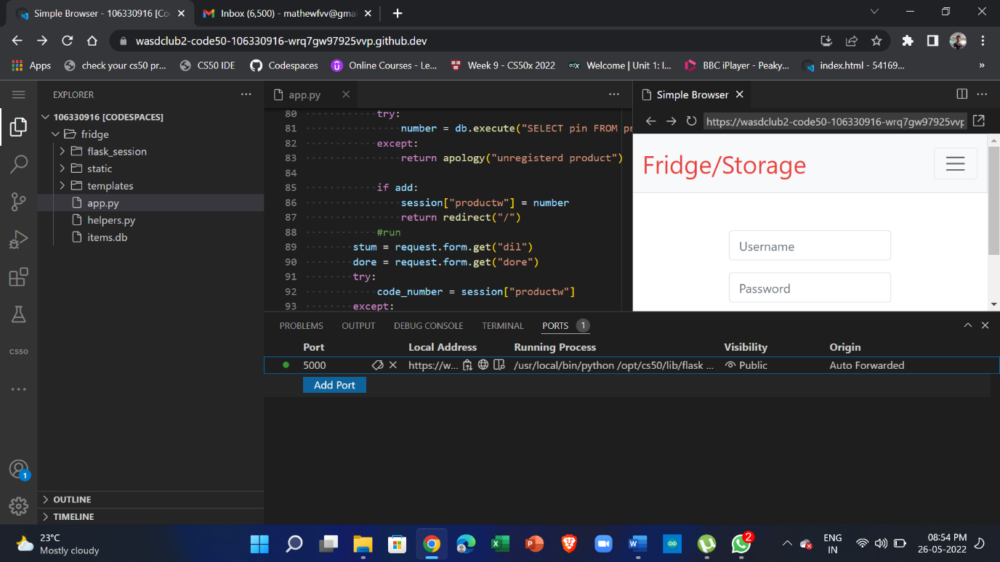 Simple Browser - 106330916 [Co
Inbox (6,500) - mathewfvv@gmai
wasdclub2-code50-106330916-wrq7gw97925vvp.github.dev
Apps
check your cs50 pr...
CS50 IDE
Codespaces
Online Courses - Le...
Week 9 - CS50x 2022
edX Welcome | Unit 1: I...
BBC iPlayer - Peaky...
index.html - 54169...
»
EXPLORER
106330916 [CODESPACES]
fridge
flask_session
static
templates
app.py
helpers.py
items.db
OUTLINE
TIMELINE
app.py
80 try:
81 number = db.execute("SELECT pin FROM pr
82 except:
83 return apology("unregisterd product")
84
85 if add:
86 session["productw"] = number
87 return redirect("/")
88 #run
89 stum = request.form.get("dil")
90 dore = request.form.get("dore")
91 try:
92 code_number = session["productw"]
93 except:
Simple Browser
https://wasdclub2-code50-106330916-wrq7gw97925vvp
Fridge/Storage
Username
Password
PROBLEMS OUTPUT DEBUG CONSOLE TERMINAL PORTS 1
Port Local Address Running Process Visibility Origin
5000 https://w... /usr/local/bin/python /opt/cs50/lib/flask ... Public Auto Forwarded
Add Port
CS50
1
23°C
Mostly cloudy
2
ENG
IN
08:54 PM
26-05-2022